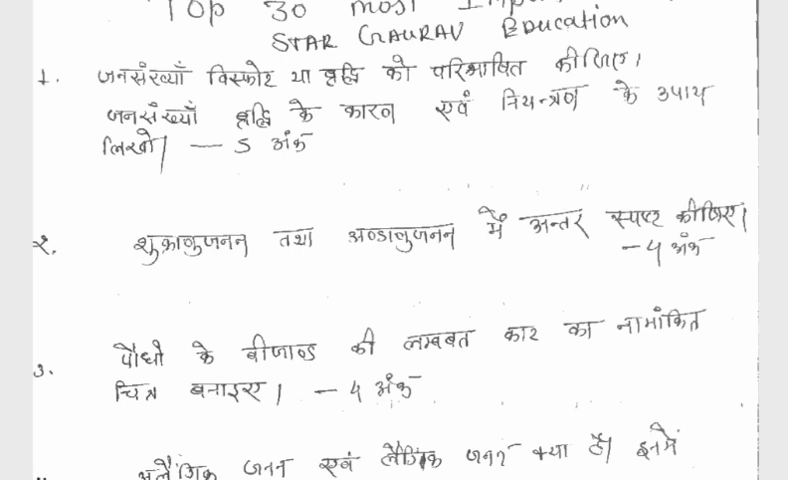 Top 30 most
STAR GAURAV Education
1. जनसंख्याँ विस्फोट या वृद्धि को परिभाषित कीजिए।
जनसंख्याँ वृद्धि के कारण एवं नियन्त्रण के उपाय
लिखो। — 5 अंक
2. शुक्राणुजनन तथा अण्डाणुजनन में अन्तर स्पष्ट कीजिए।
— 4 अंक
3. पौधो के बीजाण्ड की लम्बवत काट का नामांकित
चित्र बनाइए। — 4 अंक
अलैंगिक जनन एवं लैंगिक जनन क्या है। इनमें